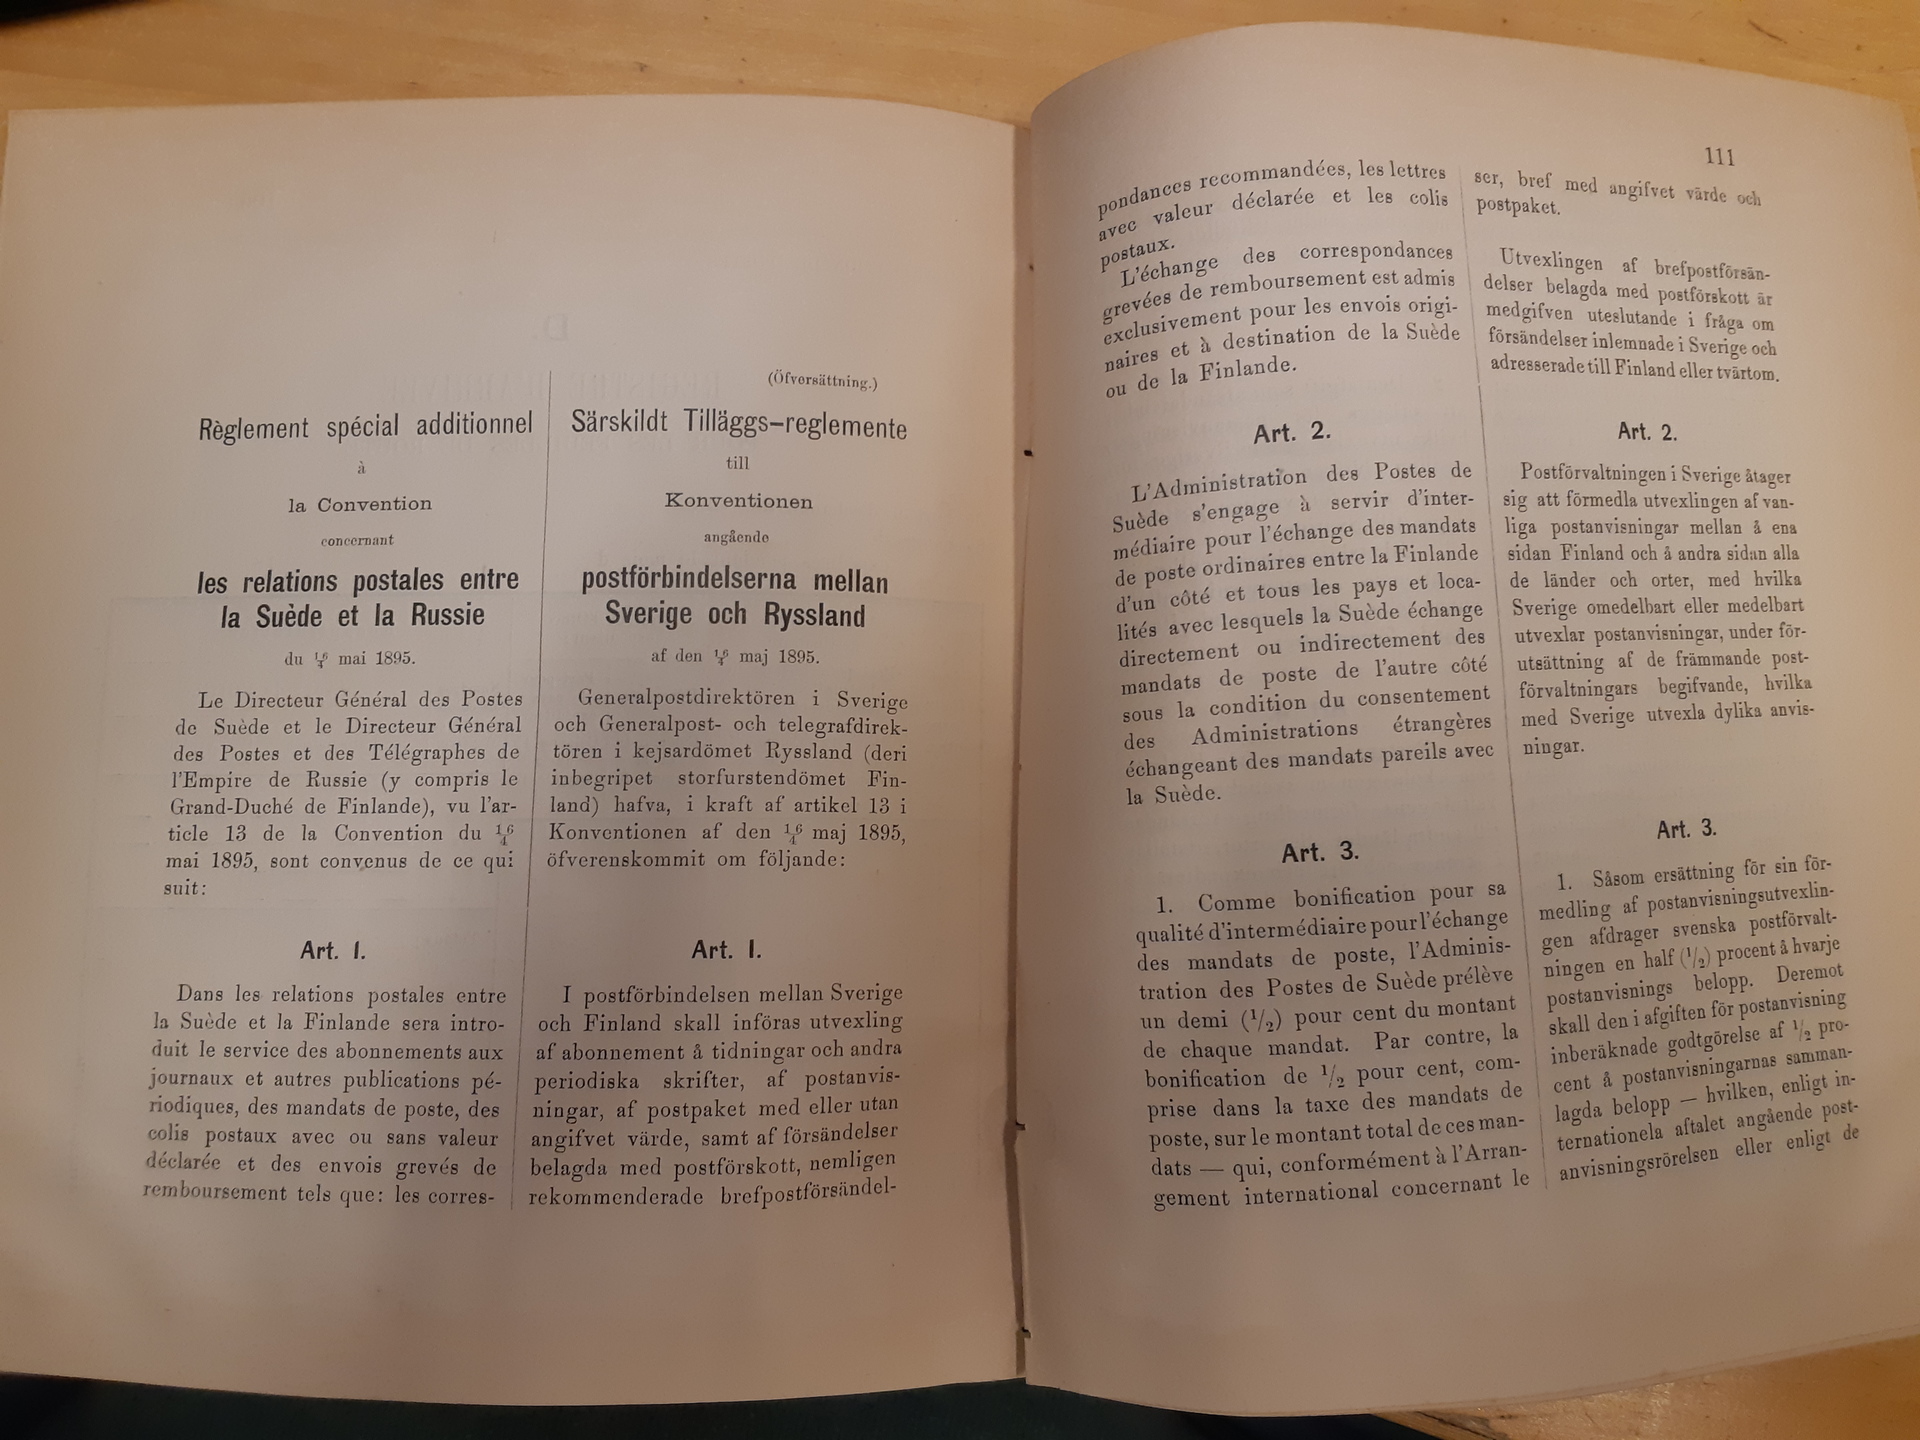 Règlement spécial additionnel
à
la Convention
concernant
les relations postales entre
la Suède et la Russie
du 16/4 mai 1895.
Le Directeur Général des Postes
de Suède et le Directeur Général
des Postes et des Télégraphes de
l'Empire de Russie (y compris le
Grand-Duché de Finlande), vu l'ar-
ticle 13 de la Convention du 16/4
mai 1895, sont convenus de ce qui
suit:
Art. I.
Dans les relations postales entre
la Suède et la Finlande sera intro-
duit le service des abonnements aux
journaux et autres publications pé-
riodiques, des mandats de poste, des
colis postaux avec ou sans valeur
déclarée et des envois grevés de
remboursement tels que: les corres-
(Öfversättning.)
Särskildt Tilläggs-reglemente
till
Konventionen
angående
postförbindelserna mellan
Sverige och Ryssland
af den 16/4 maj 1895.
Generalpostdirektören i Sverige
och Generalpost- och telegrafdirek-
tören i kejsardömet Ryssland (deri
inbegripet storfurstendömet Fin-
land) hafva, i kraft af artikel 13 i
Konventionen af den 16/4 maj 1895,
öfverenskommit om följande:
Art. I.
I postförbindelsen mellan Sverige
och Finland skall införas utvexling
af abonnement å tidningar och andra
periodiska skrifter, af postanvis-
ningar, af postpaket med eller utan
angifvet värde, samt af försändelser
belagda med postförskott, nemligen
rekommenderade brefpostförsändel-
111
pondances recommandées, les lettres
avec valeur déclarée et les colis
postaux.
L'échange des correspondances
grevées de remboursement est admis
exclusivement pour les envois origi-
naires et à destination de la Suède
ou de la Finlande.
Art. 2.
L'Administration des Postes de
Suède s'engage à servir d'inter-
médiaire pour l'échange des mandats
de poste ordinaires entre la Finlande
d'un côté et tous les pays et loca-
lités avec lesquels la Suède échange
directement ou indirectement des
mandats de poste de l'autre côté
sous la condition du consentement
des Administrations étrangères
échangeant des mandats pareils avec
la Suède.
Art. 3.
1. Comme bonification pour sa
qualité d'intermédiaire pour l'échange
des mandats de poste, l'Adminis-
tration des Postes de Suède prélève
un demi (1/2) pour cent du montant
de chaque mandat. Par contre, la
bonification de 1/2 pour cent, com-
prise dans la taxe des mandats de
poste, sur le montant total de ces man-
dats — qui, conformément à l'Arran-
gement international concernant le
ser, bref med angifvet värde och
postpaket.
Utvexlingen af brefpostförsän-
delser belagda med postförskott är
medgifven uteslutande i fråga om
försändelser inlemnade i Sverige och
adresserade till Finland eller tvärtom.
Art. 2.
Postförvaltningen i Sverige åtager
sig att förmedla utvexlingen af van-
liga postanvisningar mellan å ena
sidan Finland och å andra sidan alla
de länder och orter, med hvilka
Sverige omedelbart eller medelbart
utvexlar postanvisningar, under för-
utsättning af de främmande post-
förvaltningars begifvande, hvilka
med Sverige utvexla dylika anvis-
ningar.
Art. 3.
1. Såsom ersättning för sin för-
medling af postanvisningsutvexlin-
gen afdrager svenska postförvalt-
ningen en half (1/2) procent å hvarje
postanvisnings belopp. Deremot
skall den i afgiften för postanvisning
inberäknade godtgörelse af 1/2 pro-
cent å postanvisningarnas samman-
lagda belopp — hvilken, enligt in-
ternationela aftalet angående post-
anvisningsrörelsen eller enligt de